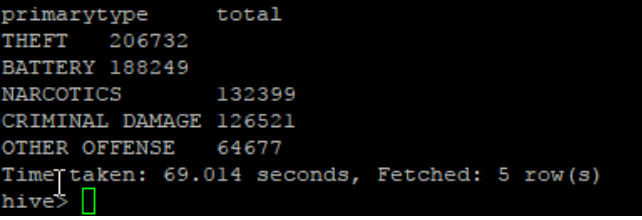 primarytype total
THEFT 206732
BATTERY 188249
NARCOTICS 132399
CRIMINAL DAMAGE 126521
OTHER OFFENSE 64677
Time taken: 69.014 seconds, Fetched: 5 row(s)
hive>